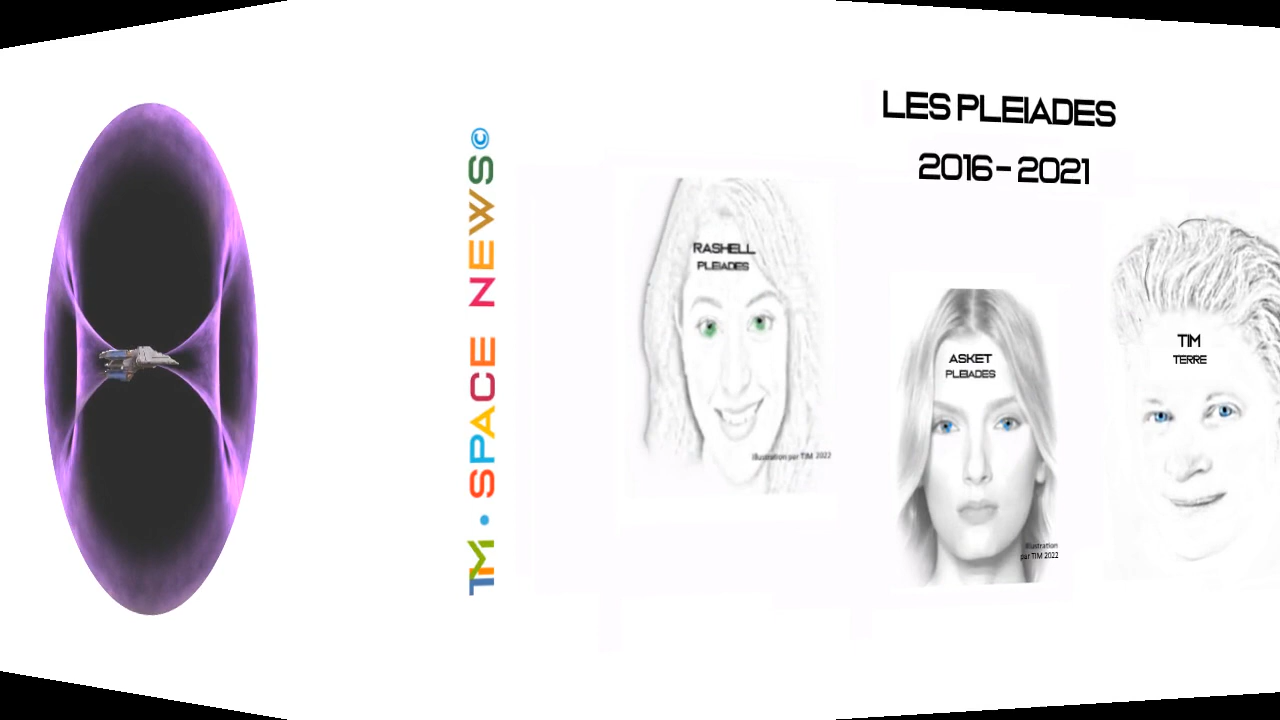 TM • SPACE NEWS©
LES PLEIADES
2016 - 2021
RASHELL
PLEIADES
illustration par TIM 2022
ASKET
PLEIADES
illustration
par TIM 2022
TIM
TERRE